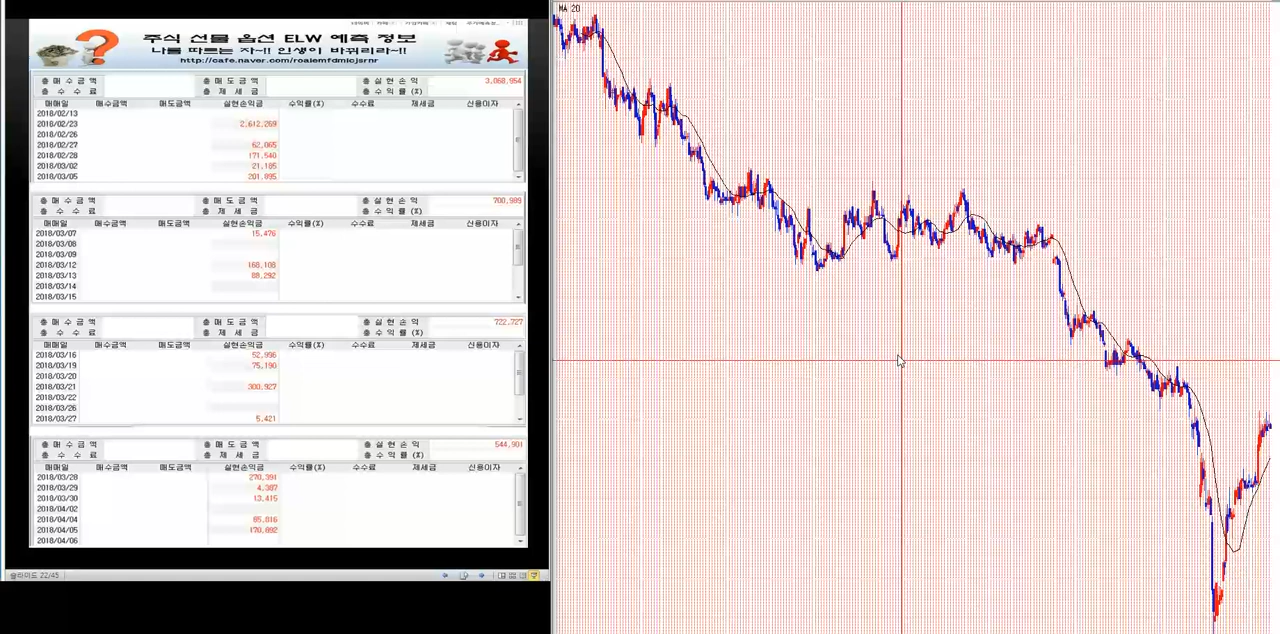 MA 20
주식 선물 옵션 ELW 예측 정보
나를 따르는 자~!! 인생이 바뀌리라~!!
http://cafe.naver.com/roaiemfdmicjsrnr
총 매 수 금 액 총 매 도 금 액 총 실 현 손 익 3,068,954
총 수 수 료 총 제 세 금 총 수 익 률 (%)
매매일 매수금액 매도금액 실현손익금 수익률(%) 수수료 제세금 신용이자
2018/02/13
2018/02/23 2,612,269
2018/02/26
2018/02/27 62,065
2018/02/28 171,540
2018/03/02 21,185
2018/03/05 201,895
총 매 수 금 액 총 매 도 금 액 총 실 현 손 익 700,989
총 수 수 료 총 제 세 금 총 수 익 률 (%)
매매일 매수금액 매도금액 실현손익금 수익률(%) 수수료 제세금 신용이자
2018/03/07 15,476
2018/03/08
2018/03/09
2018/03/12 168,108
2018/03/13 88,292
2018/03/14
2018/03/15
총 매 수 금 액 총 매 도 금 액 총 실 현 손 익 722,727
총 수 수 료 총 제 세 금 총 수 익 률 (%)
매매일 매수금액 매도금액 실현손익금 수익률(%) 수수료 제세금 신용이자
2018/03/16 52,996
2018/03/19 75,190
2018/03/20
2018/03/21 300,927
2018/03/22
2018/03/26
2018/03/27 5,421
총 매 수 금 액 총 매 도 금 액 총 실 현 손 익 544,901
총 수 수 료 총 제 세 금 총 수 익 률 (%)
매매일 매수금액 매도금액 실현손익금 수익률(%) 수수료 제세금 신용이자
2018/03/28 270,391
2018/03/29 4,387
2018/03/30 13,415
2018/04/02
2018/04/04 85,816
2018/04/05 170,892
2018/04/06
슬라이드 22/45